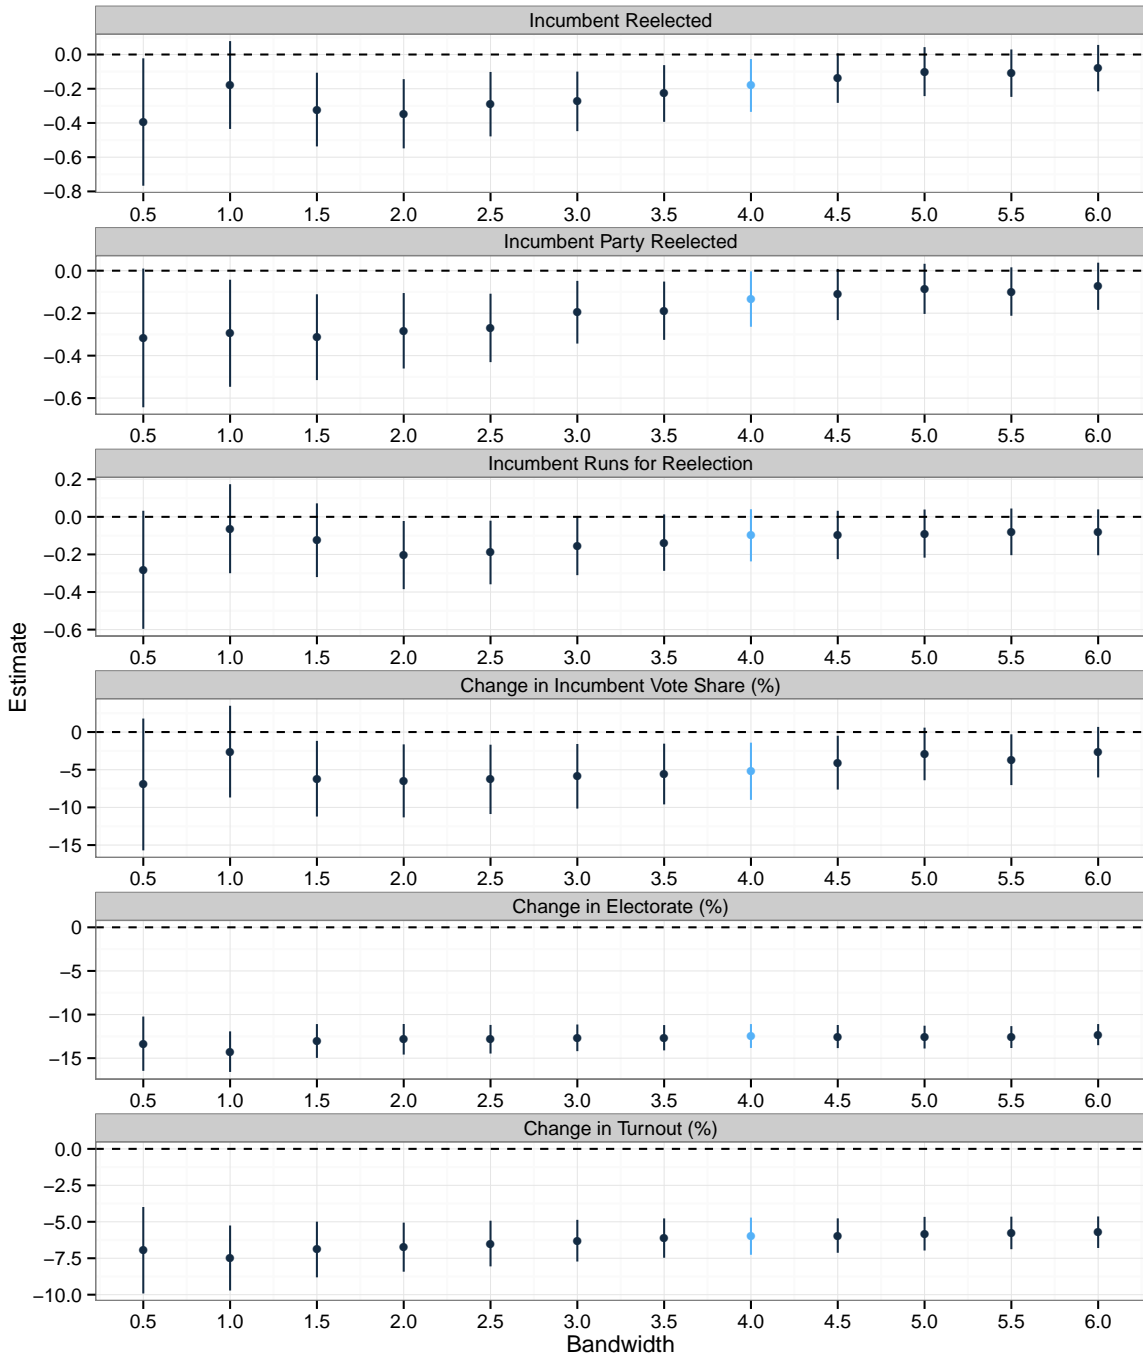 Incumbent Reelected
0.0
−0.2
−0.4
−0.6
−0.8
0.5 1.0 1.5 2.0 2.5 3.0 3.5 4.0 4.5 5.0 5.5 6.0
Incumbent Party Reelected
0.0
−0.2
−0.4
−0.6
0.5 1.0 1.5 2.0 2.5 3.0 3.5 4.0 4.5 5.0 5.5 6.0
Incumbent Runs for Reelection
0.2
0.0
−0.2
−0.4
−0.6
0.5 1.0 1.5 2.0 2.5 3.0 3.5 4.0 4.5 5.0 5.5 6.0
Estimate
Change in Incumbent Vote Share (%)
0
−5
−10
−15
0.5 1.0 1.5 2.0 2.5 3.0 3.5 4.0 4.5 5.0 5.5 6.0
Change in Electorate (%)
0
−5
−10
−15
0.5 1.0 1.5 2.0 2.5 3.0 3.5 4.0 4.5 5.0 5.5 6.0
Change in Turnout (%)
0.0
−2.5
−5.0
−7.5
−10.0
0.5 1.0 1.5 2.0 2.5 3.0 3.5 4.0 4.5 5.0 5.5 6.0
Bandwidth